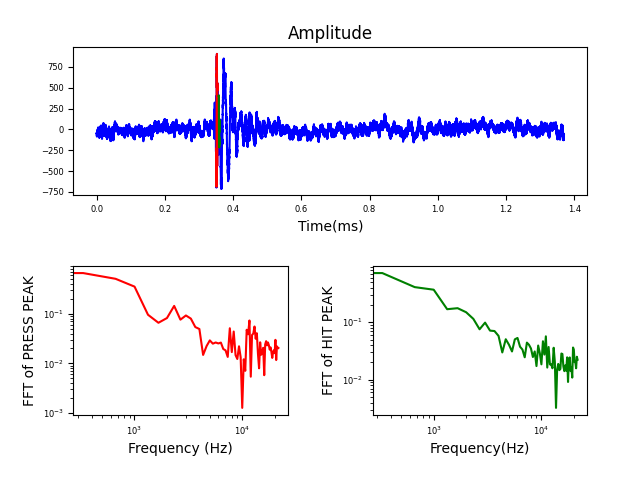 Amplitude
750
500
250
0
−250
−500
−750
0.0 0.2 0.4 0.6 0.8 1.0 1.2 1.4
Time(ms)
FFT of PRESS PEAK
10⁻¹
10⁻²
10⁻³
10³ 10⁴
Frequency (Hz)
FFT of HIT PEAK
10⁻¹
10⁻²
10³ 10⁴
Frequency(Hz)